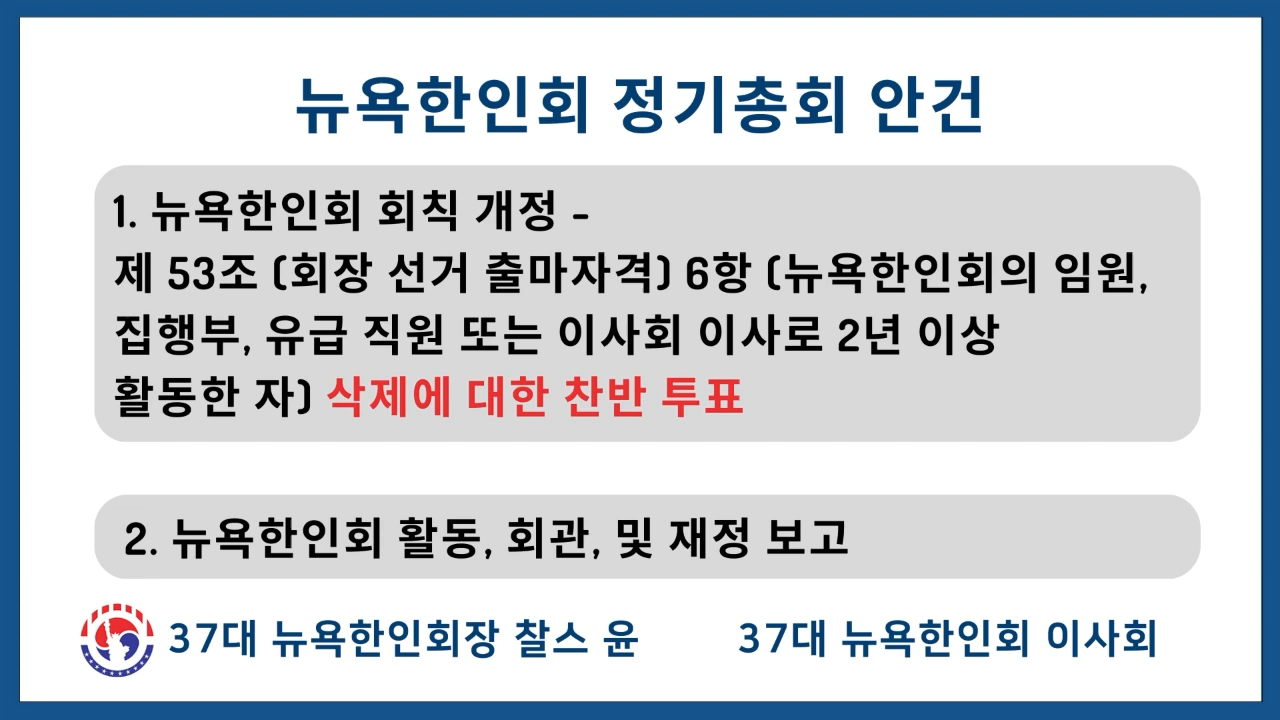 뉴욕한인회 정기총회 안건
1. 뉴욕한인회 회칙 개정 -
제 53조 (회장 선거 출마자격) 6항 (뉴욕한인회의 임원,
집행부, 유급 직원 또는 이사회 이사로 2년 이상
활동한 자) 삭제에 대한 찬반 투표
2. 뉴욕한인회 활동, 회관, 및 재정 보고
37대 뉴욕한인회장 찰스 윤
37대 뉴욕한인회 이사회